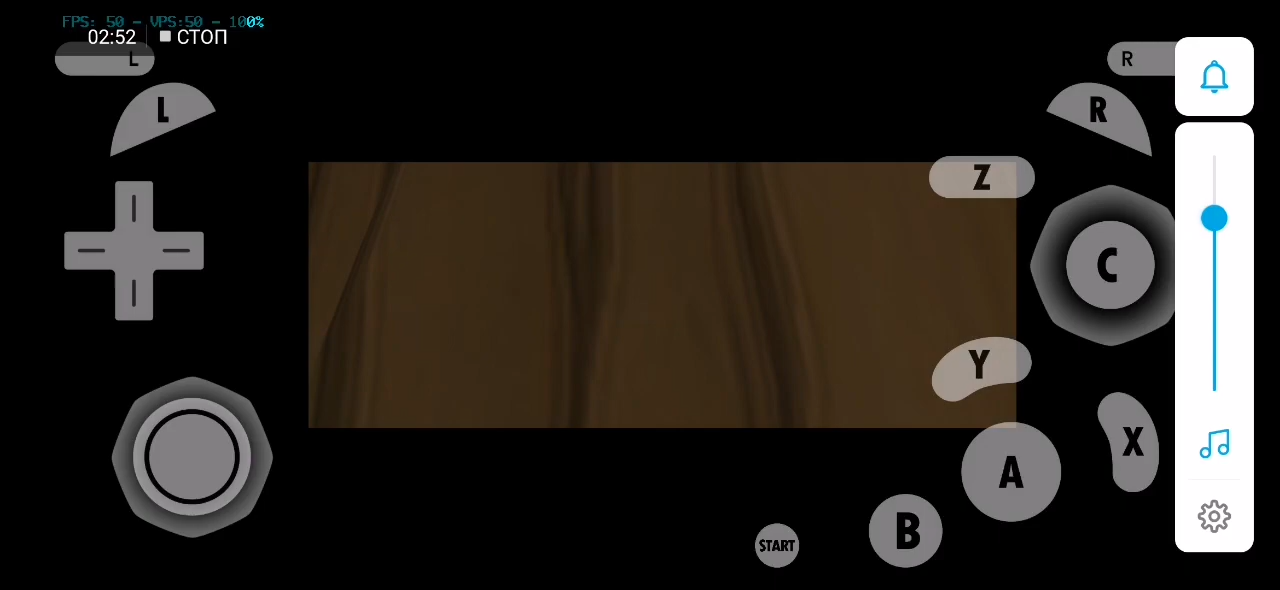 FPS: 50 - VPS:50 - 100%
02:52 СТОП
L R
L R
Z
C
Y
X
A
B
START